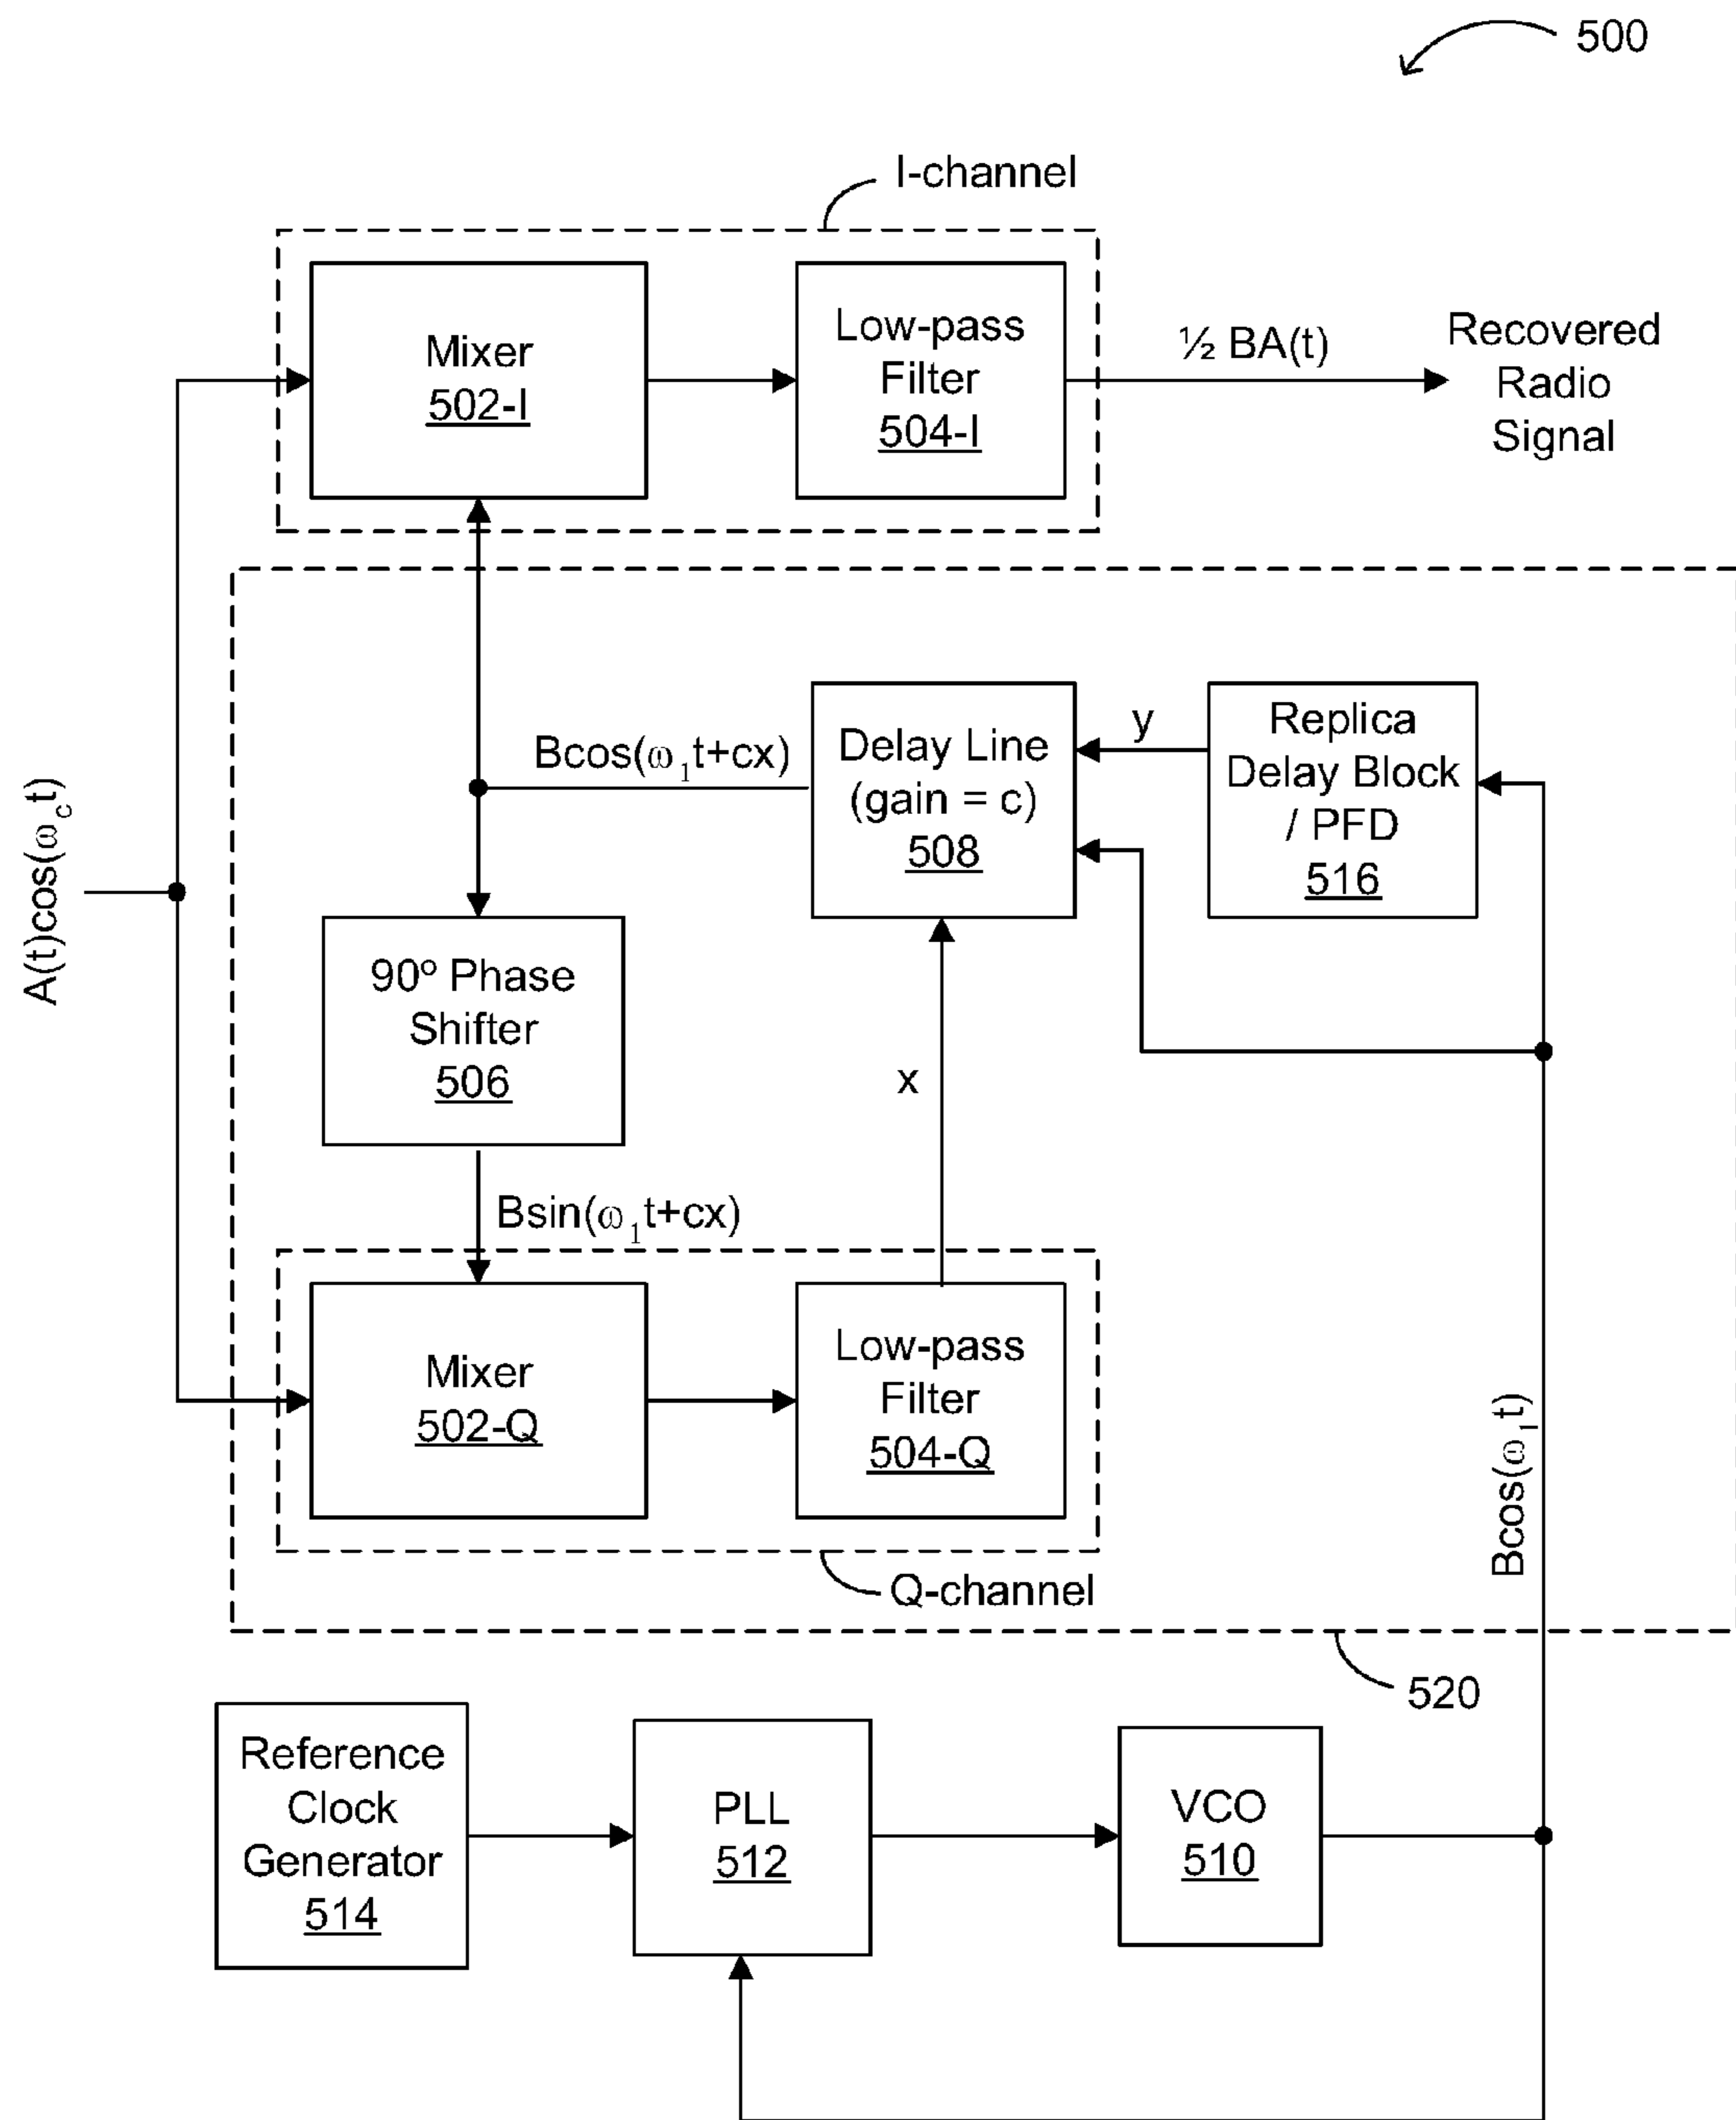 500
I-channel
Mixer
502-I
Low-pass
Filter
504-I
½ BA(t)
Recovered
Radio
Signal
A(t)cos(ω_c t)
Bcos(ω₁t+cx)
Delay Line
(gain = c)
508
y
Replica
Delay Block
/ PFD
516
90° Phase
Shifter
506
x
Bsin(ω₁t+cx)
Mixer
502-Q
Low-pass
Filter
504-Q
Q-channel
Bcos(ω₁t)
520
Reference
Clock
Generator
514
PLL
512
VCO
510